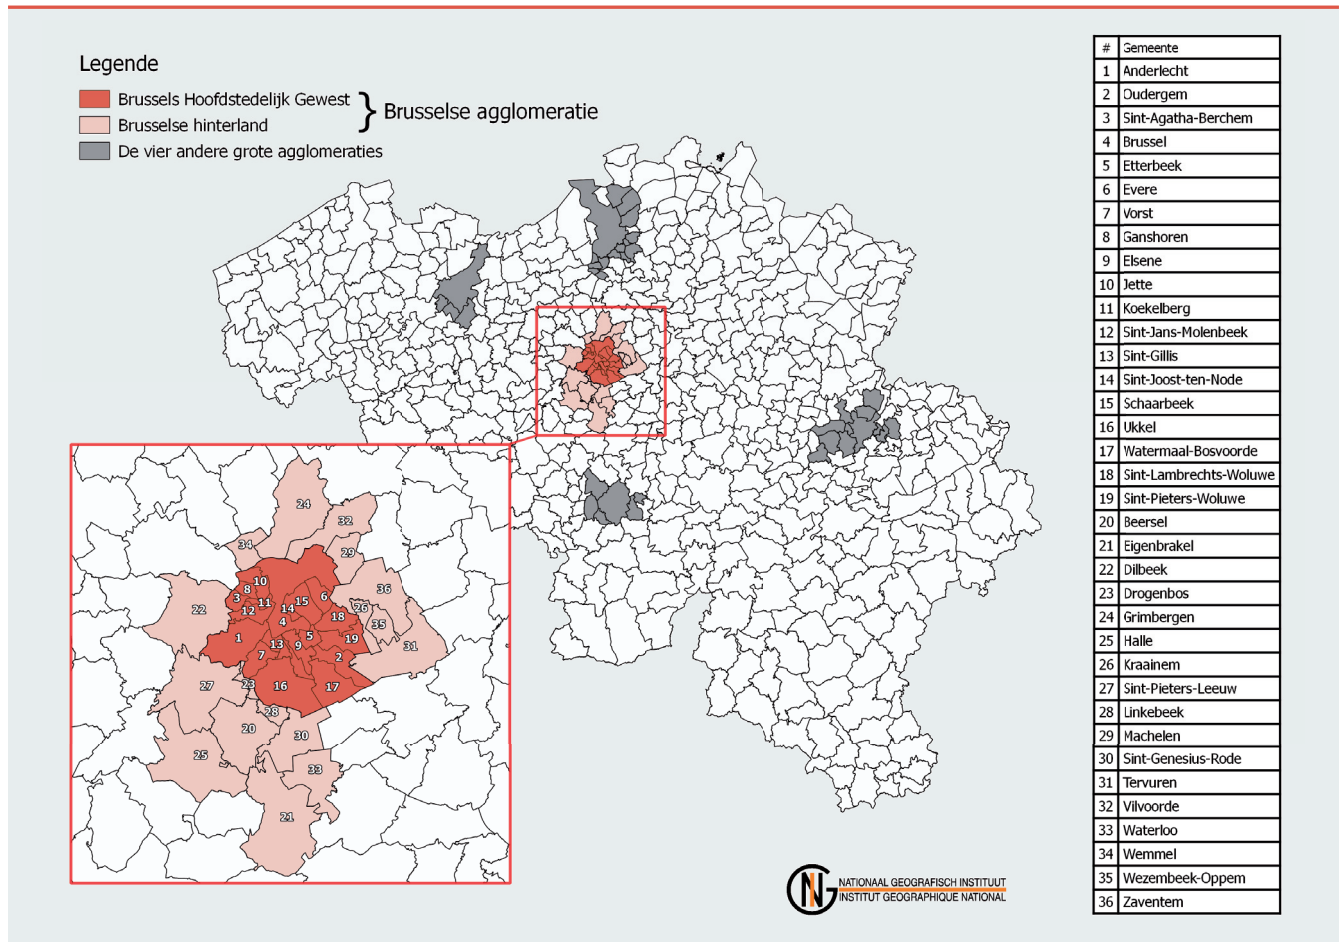 Legende
Brussels Hoofdstedelijk Gewest
Brusselse hinterland
} Brusselse agglomeratie
De vier andere grote agglomeraties
# Gemeente
1 Anderlecht
2 Oudergem
3 Sint-Agatha-Berchem
4 Brussel
5 Etterbeek
6 Evere
7 Vorst
8 Ganshoren
9 Elsene
10 Jette
11 Koekelberg
12 Sint-Jans-Molenbeek
13 Sint-Gillis
14 Sint-Joost-ten-Node
15 Schaarbeek
16 Ukkel
17 Watermaal-Bosvoorde
18 Sint-Lambrechts-Woluwe
19 Sint-Pieters-Woluwe
20 Beersel
21 Eigenbrakel
22 Dilbeek
23 Drogenbos
24 Grimbergen
25 Halle
26 Kraainem
27 Sint-Pieters-Leeuw
28 Linkebeek
29 Machelen
30 Sint-Genesius-Rode
31 Tervuren
32 Vilvoorde
33 Waterloo
34 Wemmel
35 Wezembeek-Oppem
36 Zaventem
24
32
34
29
10
8
36
3
11
15
6
22
12
14
26
18
4
35
5
1
13
9
19
31
7
2
27
23
16
17
28
20
30
25
33
21
NGI
NATIONAAL GEOGRAFISCH INSTITUUT
INSTITUT GEOGRAPHIQUE NATIONAL